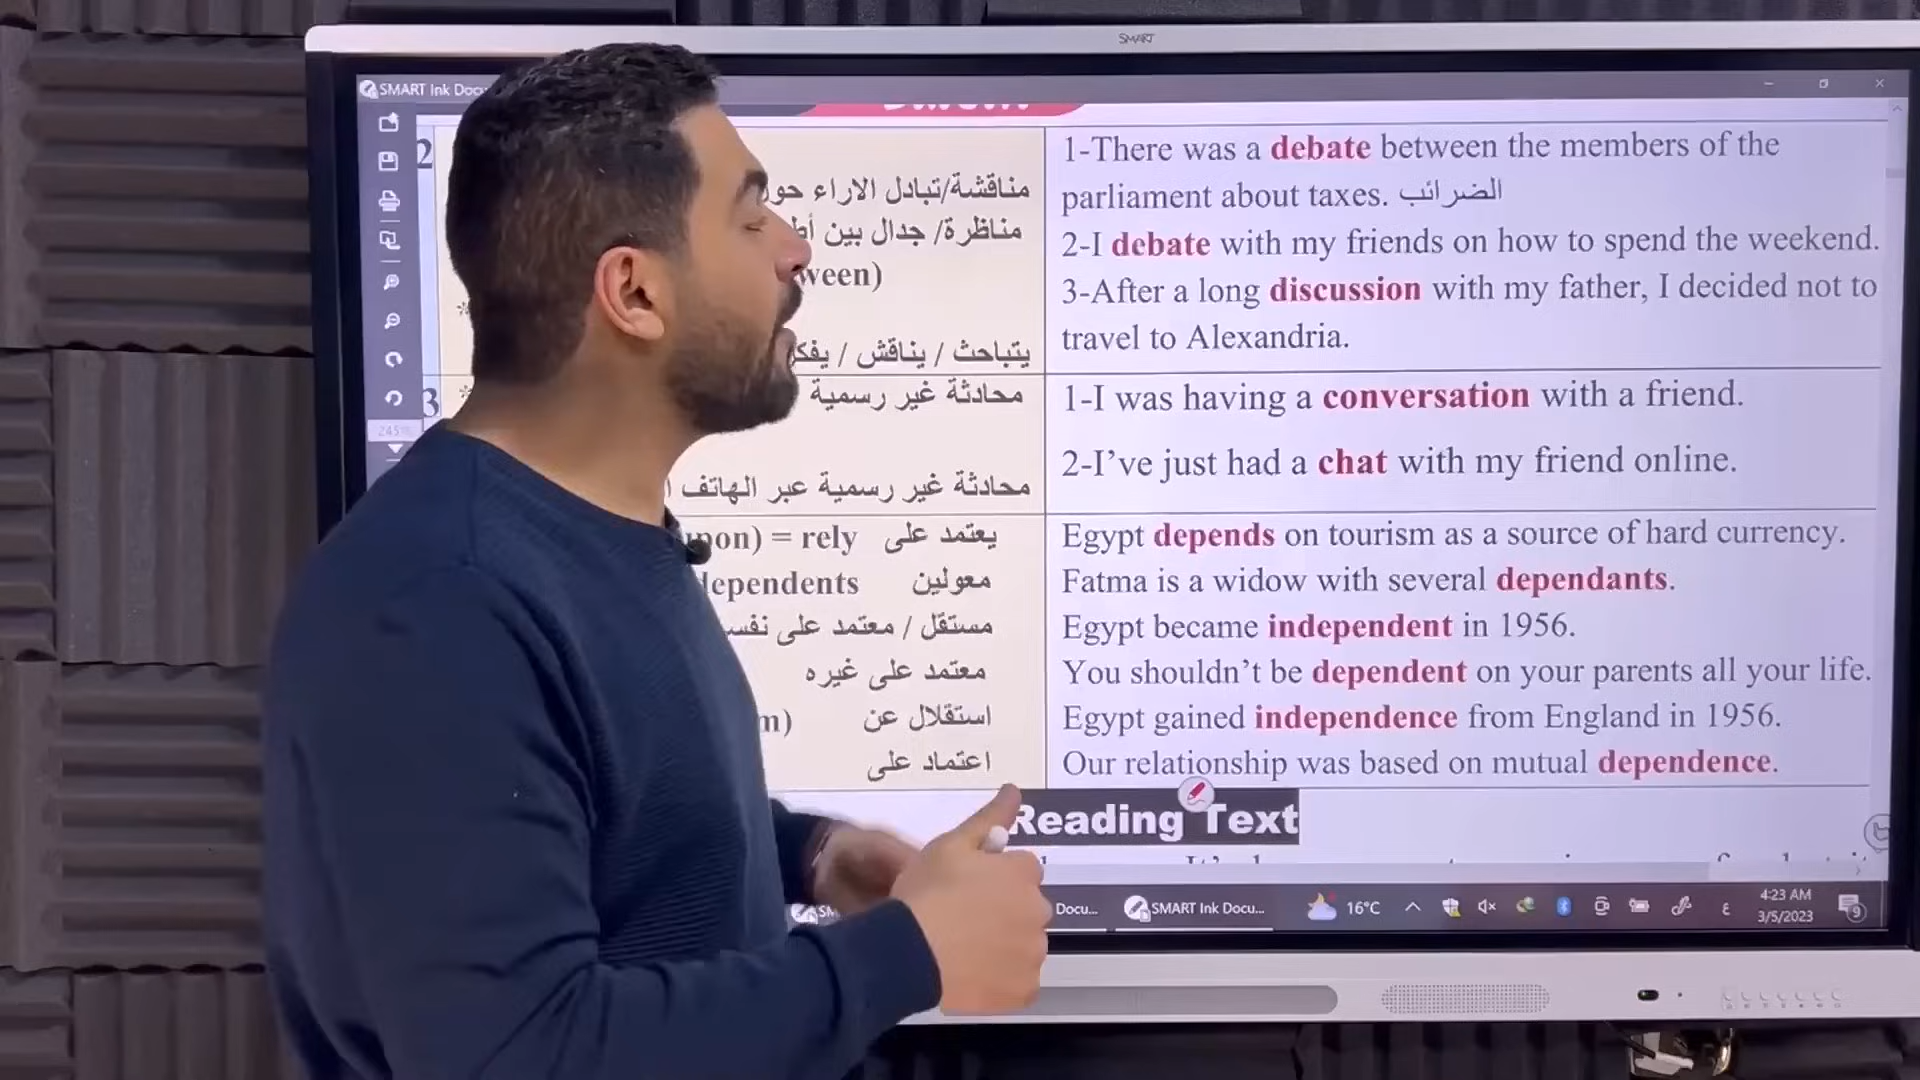 SMART
SMART Ink
2
مناقشة/تبادل الاراء
مناظرة/ جدال بين
يتباحث / يناقش /
1-There was a debate between the members of the
parliament about taxes. الضرائب
2-I debate with my friends on how to spend the weekend.
3-After a long discussion with my father, I decided not to
travel to Alexandria.
3
محادثة غير رسمية
محادثة غير رسمية عبر الهاتف
1-I was having a conversation with a friend.
2-I've just had a chat with my friend online.
= rely يعتمد على
معولين
مستقل / معتمد على
معتمد على غيره
استقلال عن
اعتماد على
Egypt depends on tourism as a source of hard currency.
Fatma is a widow with several dependants.
Egypt became independent in 1956.
You shouldn't be dependent on your parents all your life.
Egypt gained independence from England in 1956.
Our relationship was based on mutual dependence.
Reading Text
245%
Docu...
SMART Ink Docu...
16°C
ع
4:23 AM
3/5/2023
9